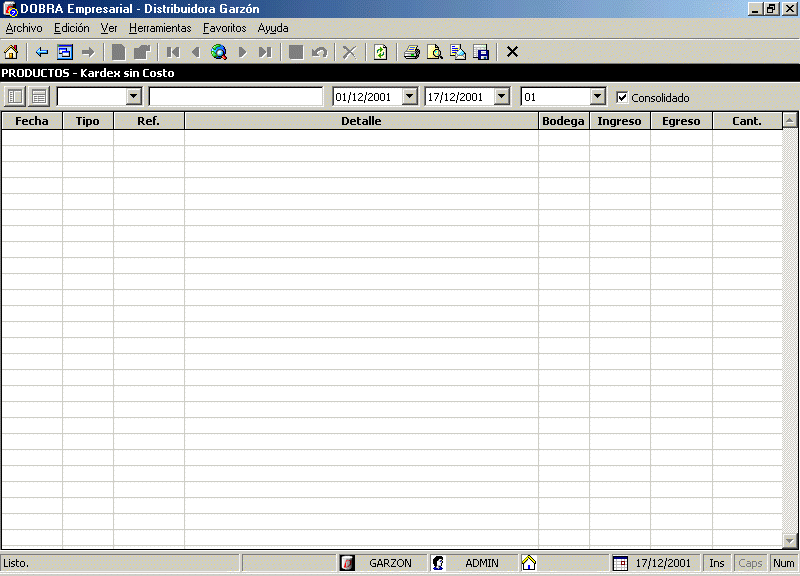 DOBRA Empresarial - Distribuidora Garzón
Archivo Edición Ver Herramientas Favoritos Ayuda
PRODUCTOS - Kardex sin Costo
01/12/2001 17/12/2001 01 Consolidado
Fecha Tipo Ref. Detalle Bodega Ingreso Egreso Cant.
Listo. GARZON ADMIN 17/12/2001 Ins Caps Num